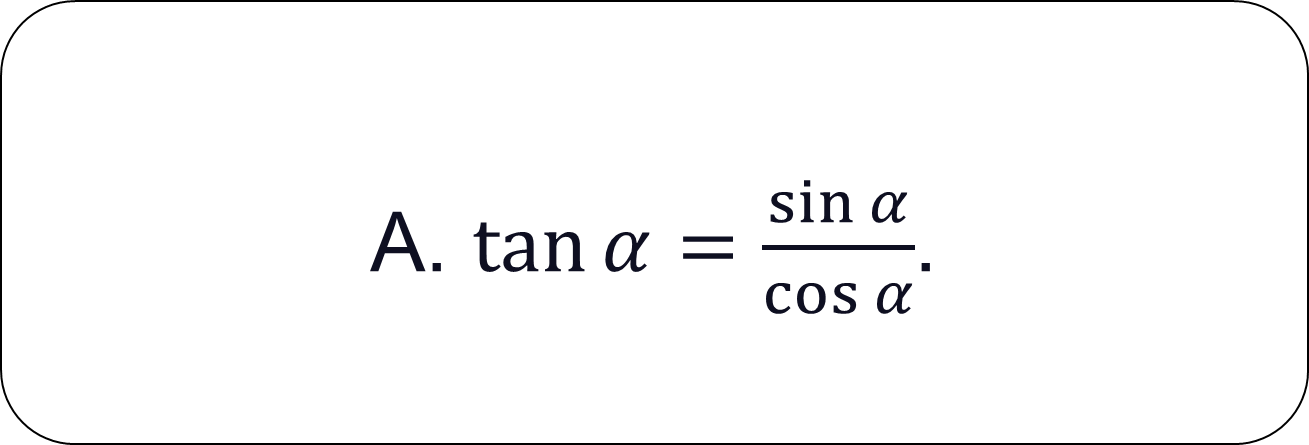 A. tan α = sin α / cos α.